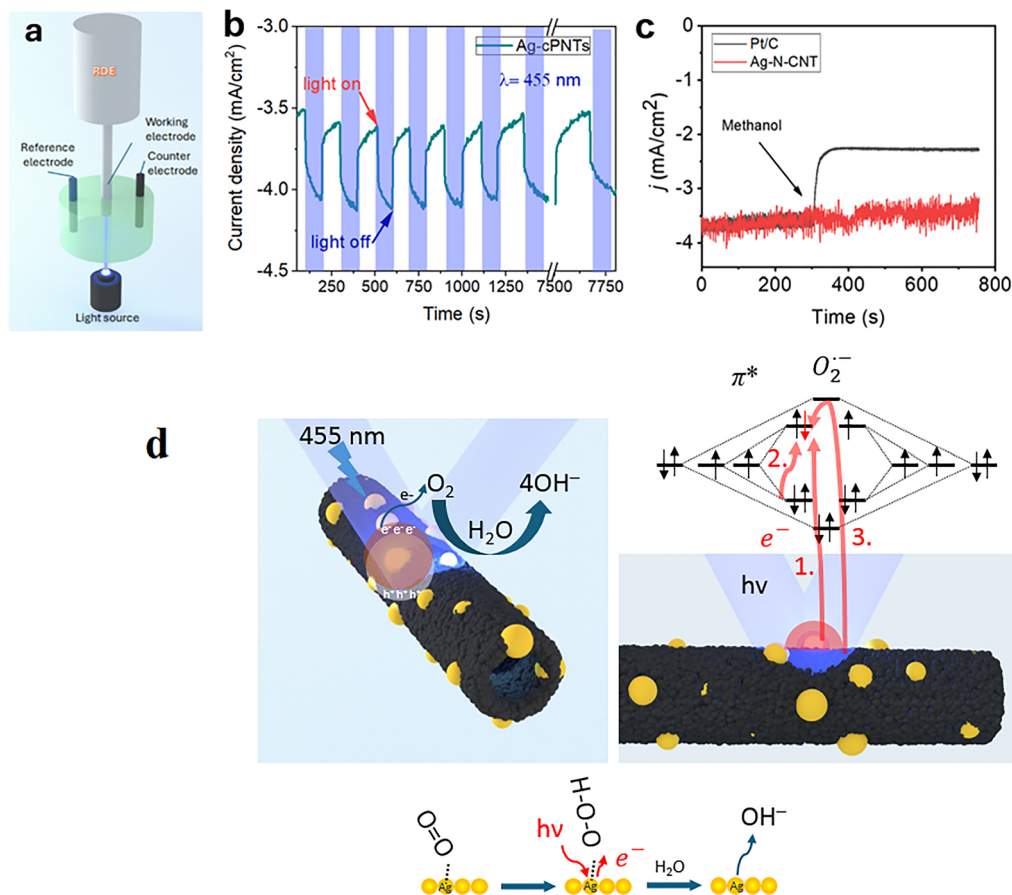 a
RDE
Working
electrode
Reference
electrode
Counter
electrode
Light source
b
-3.0
-3.5
-4.0
-4.5
Current density (mA/cm²)
Ag-cPNTs
λ= 455 nm
light on
light off
250 500 750 1000 1250 7500 7750
Time (s)
c
0
-1
-2
-3
-4
j (mA/cm²)
Pt/C
Ag-N-CNT
Methanol
0 200 400 600 800
Time (s)
d
455 nm
e-
O₂
4OH⁻
H₂O
e⁻ e⁻ e⁻
h⁺ h⁺ h⁺
π*
O₂˙⁻
2.
e⁻
1.
3.
hν
O=O
Ag
H-O-O
hν
e⁻
Ag
H₂O
OH⁻
Ag